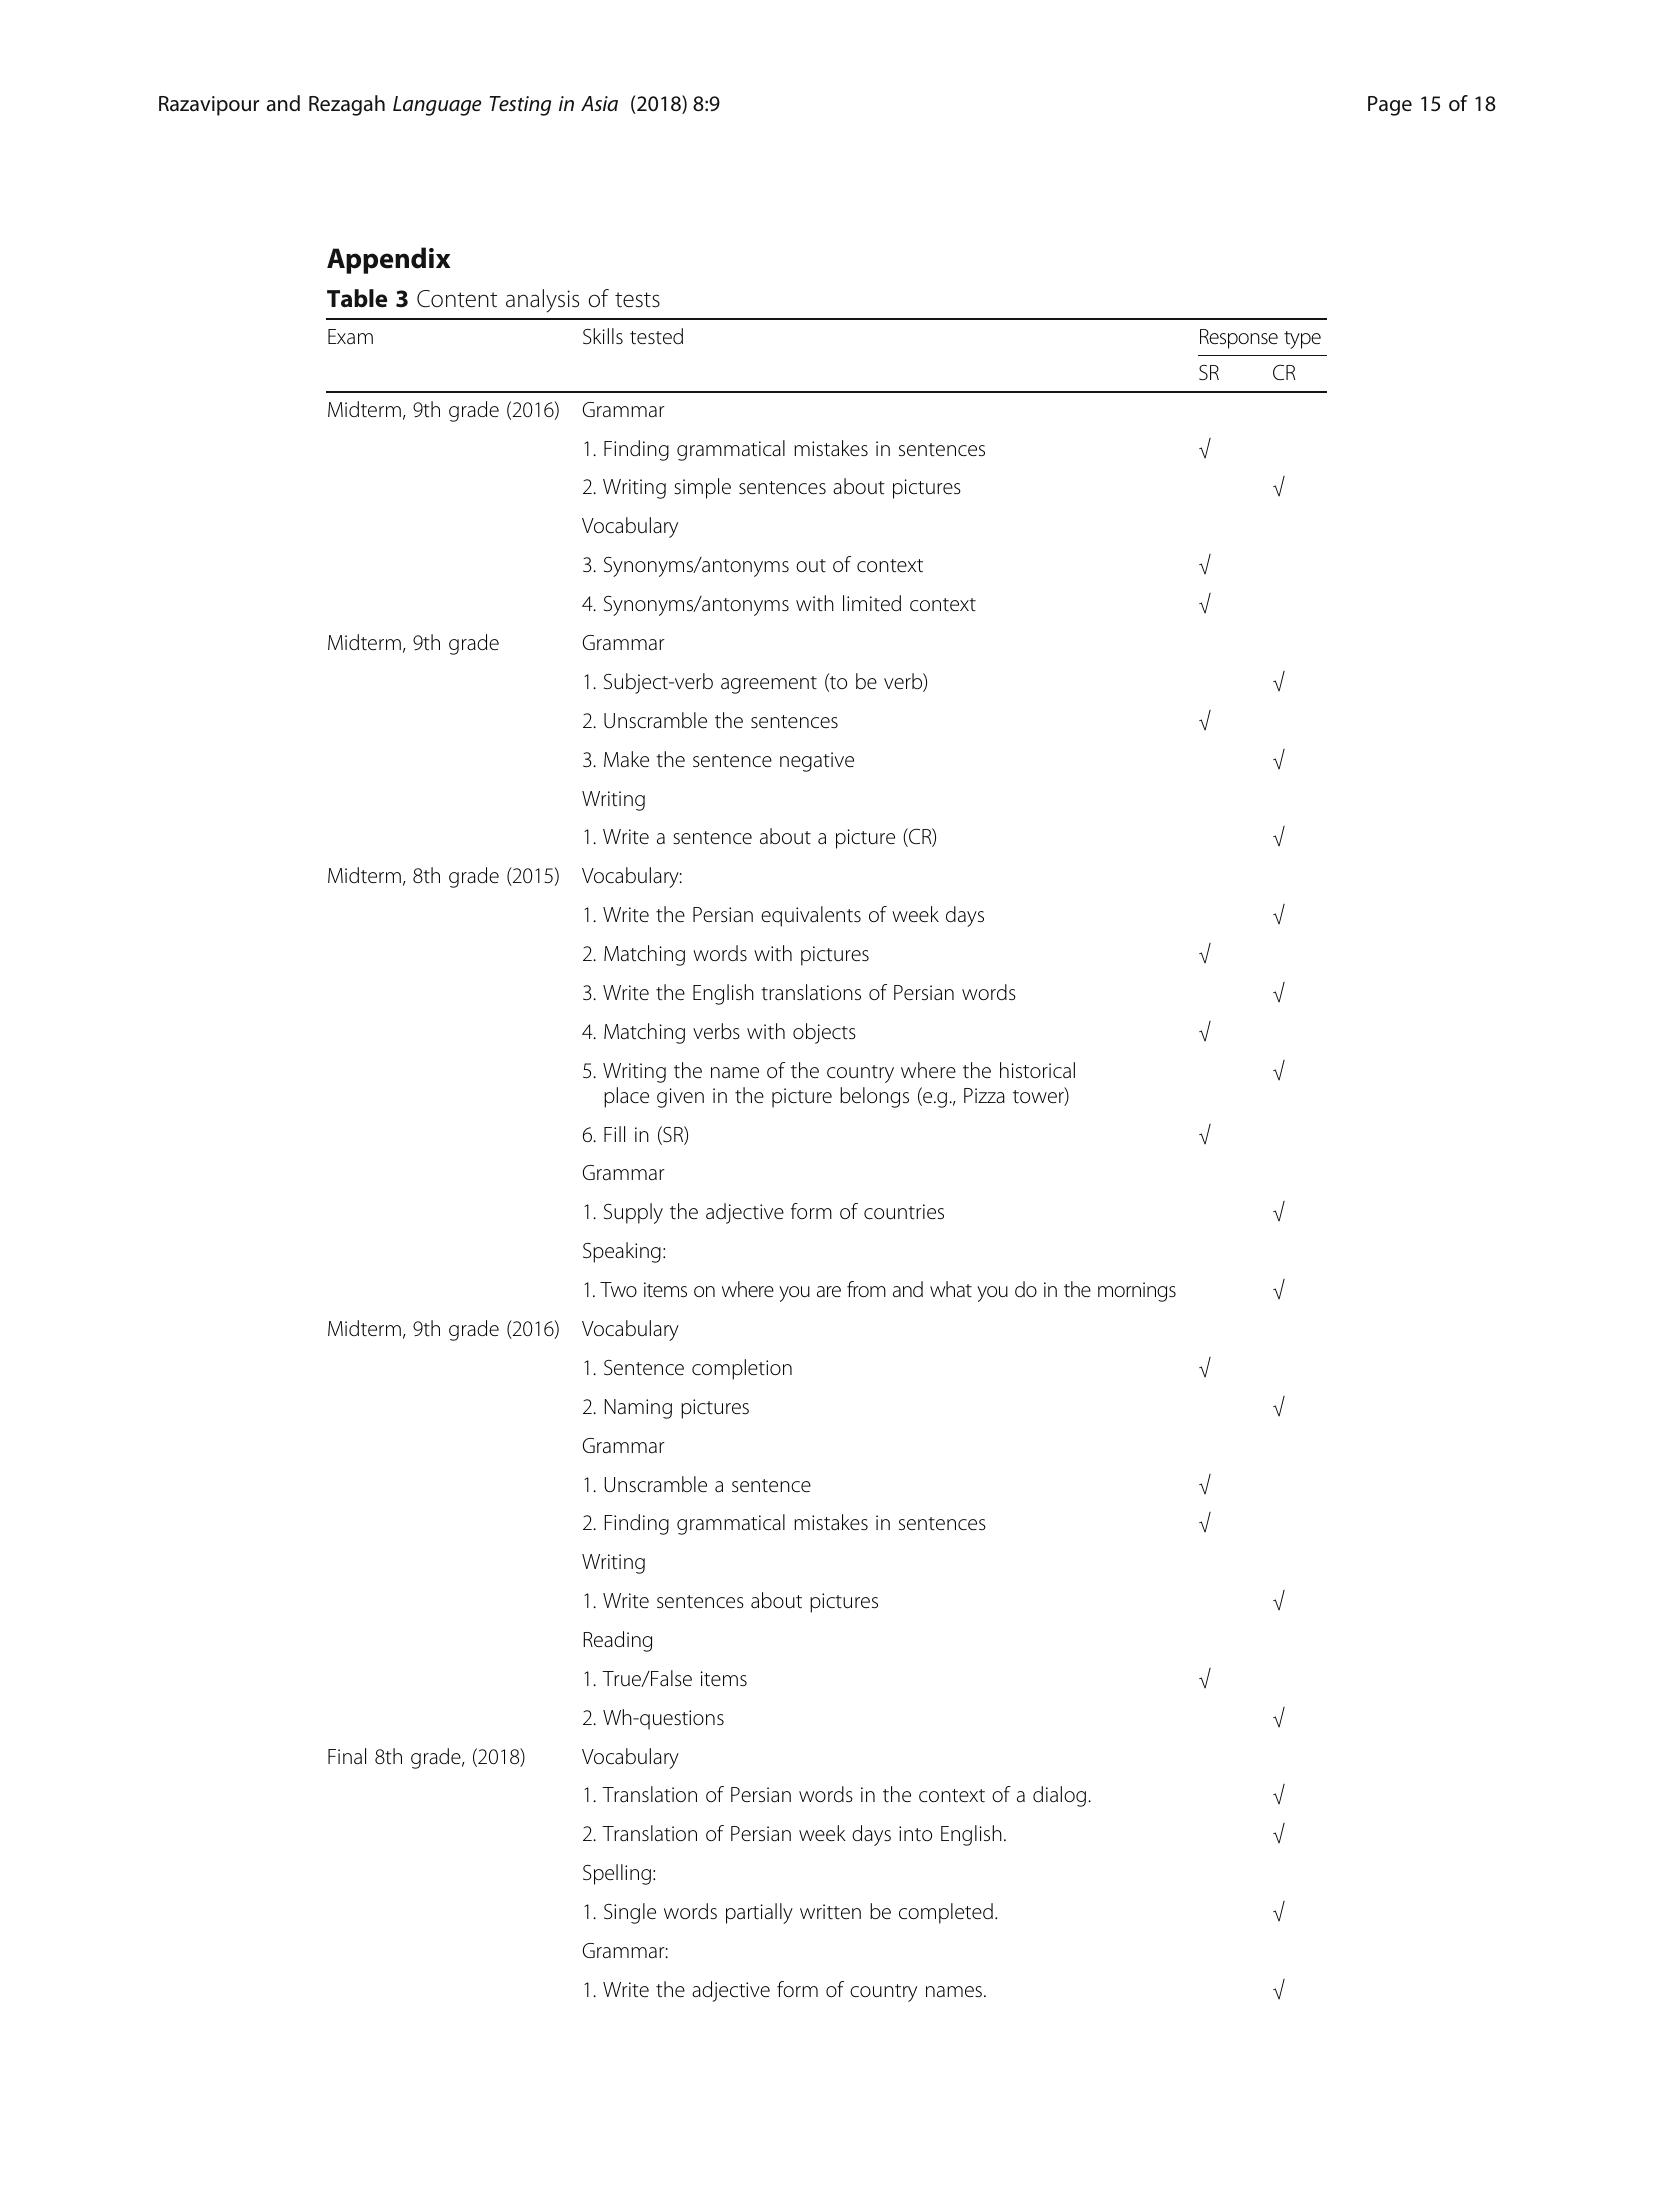 Razavipour and Rezagah Language Testing in Asia (2018) 8:9 Page 15 of 18
Appendix
Table 3 Content analysis of tests
Exam Skills tested Response type
SR CR
Midterm, 9th grade (2016) Grammar
1. Finding grammatical mistakes in sentences √
2. Writing simple sentences about pictures √
Vocabulary
3. Synonyms/antonyms out of context √
4. Synonyms/antonyms with limited context √
Midterm, 9th grade Grammar
1. Subject-verb agreement (to be verb) √
2. Unscramble the sentences √
3. Make the sentence negative √
Writing
1. Write a sentence about a picture (CR) √
Midterm, 8th grade (2015) Vocabulary:
1. Write the Persian equivalents of week days √
2. Matching words with pictures √
3. Write the English translations of Persian words √
4. Matching verbs with objects √
5. Writing the name of the country where the historical √
place given in the picture belongs (e.g., Pizza tower)
6. Fill in (SR) √
Grammar
1. Supply the adjective form of countries √
Speaking:
1. Two items on where you are from and what you do in the mornings √
Midterm, 9th grade (2016) Vocabulary
1. Sentence completion √
2. Naming pictures √
Grammar
1. Unscramble a sentence √
2. Finding grammatical mistakes in sentences √
Writing
1. Write sentences about pictures √
Reading
1. True/False items √
2. Wh-questions √
Final 8th grade, (2018) Vocabulary
1. Translation of Persian words in the context of a dialog. √
2. Translation of Persian week days into English. √
Spelling:
1. Single words partially written be completed. √
Grammar:
1. Write the adjective form of country names. √